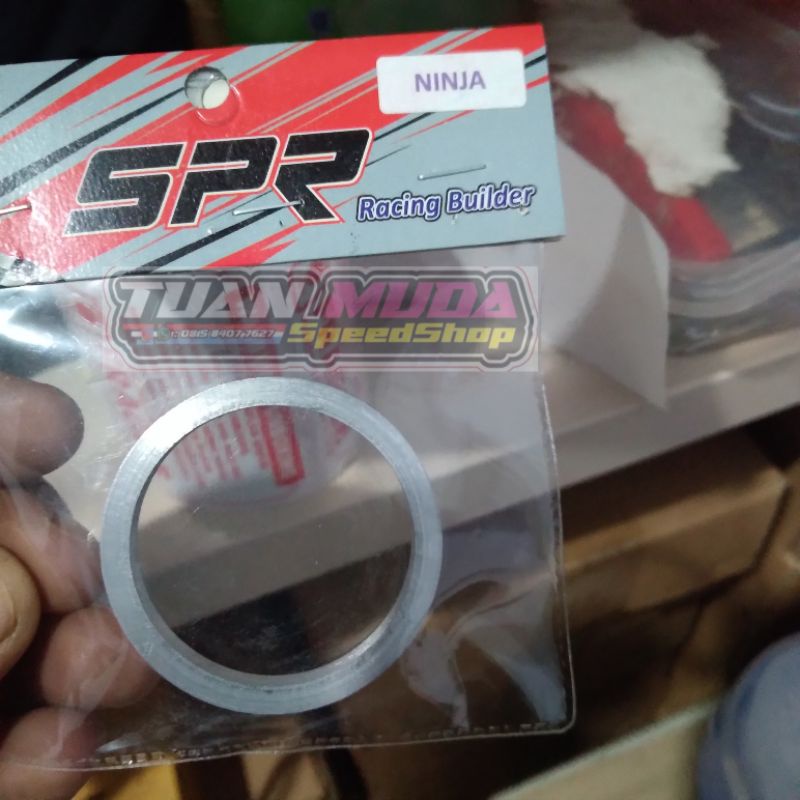 NINJA
SPR
Racing Builder
TUAN MUDA
SpeedShop